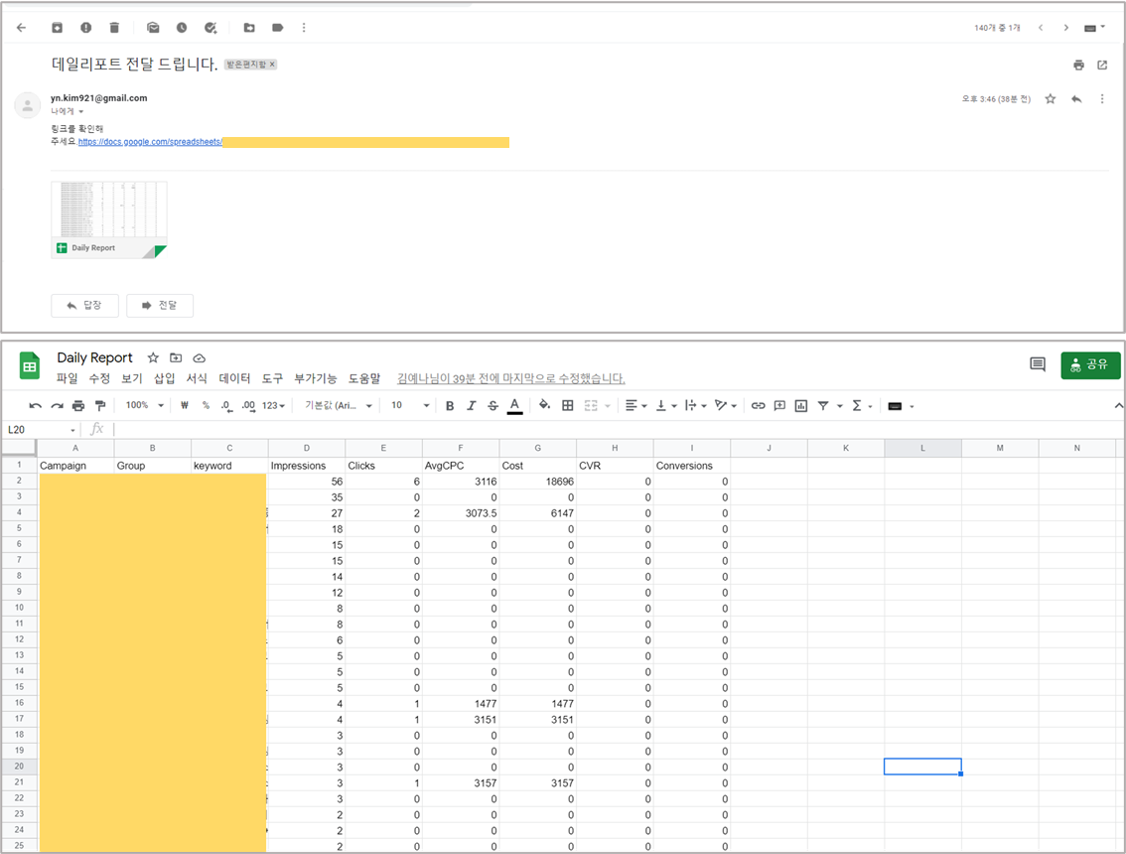 140개 중 1개
데일리포트 전달 드립니다. 받은편지함 ×
yn.kim921@gmail.com
오후 3:46 (38분 전)
나에게
링크를 확인해
주세요 https://docs.google.com/spreadsheets/
Daily Report
답장 전달
Daily Report
공유
파일 수정 보기 삽입 서식 데이터 도구 부가기능 도움말 김예나님이 39분 전에 마지막으로 수정했습니다.
100% ₩ % .0 .00 123 기본값 (Ari... 10 B I S A Σ
L20 fx
A B C D E F G H I J K L M N
1 Campaign Group keyword Impressions Clicks AvgCPC Cost CVR Conversions
2 56 6 3116 18696 0 0
3 35 0 0 0 0 0
4 27 2 3073.5 6147 0 0
5 18 0 0 0 0 0
6 15 0 0 0 0 0
7 15 0 0 0 0 0
8 14 0 0 0 0 0
9 12 0 0 0 0 0
10 8 0 0 0 0 0
11 8 0 0 0 0 0
12 6 0 0 0 0 0
13 5 0 0 0 0 0
14 5 0 0 0 0 0
15 5 0 0 0 0 0
16 4 1 1477 1477 0 0
17 4 1 3151 3151 0 0
18 3 0 0 0 0 0
19 3 0 0 0 0 0
20 3 0 0 0 0 0
21 3 1 3157 3157 0 0
22 3 0 0 0 0 0
23 2 0 0 0 0 0
24 2 0 0 0 0 0
25 2 0 0 0 0 0